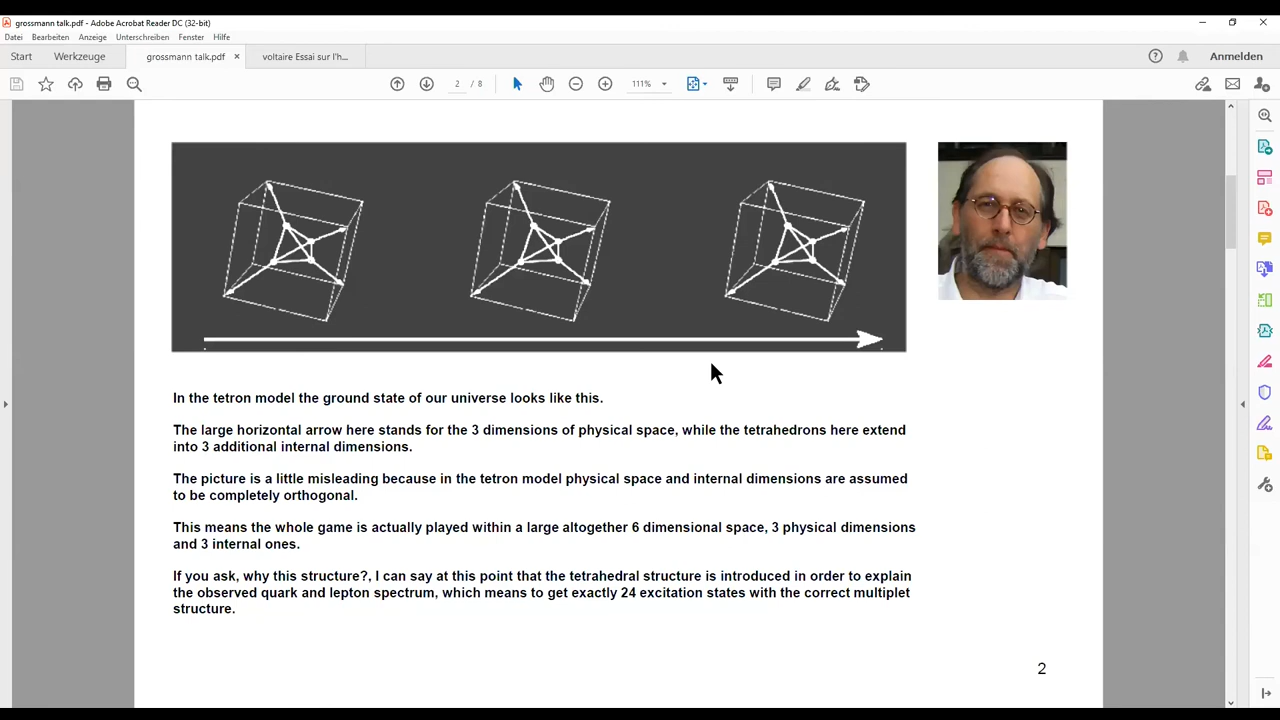 grossmann talk.pdf - Adobe Acrobat Reader DC (32-bit)
Datei Bearbeiten Anzeige Unterschreiben Fenster Hilfe
Start Werkzeuge grossmann talk.pdf × voltaire Essai sur l'h... Anmelden
2 / 8 111%
In the tetron model the ground state of our universe looks like this.
The large horizontal arrow here stands for the 3 dimensions of physical space, while the tetrahedrons here extend
into 3 additional internal dimensions.
The picture is a little misleading because in the tetron model physical space and internal dimensions are assumed
to be completely orthogonal.
This means the whole game is actually played within a large altogether 6 dimensional space, 3 physical dimensions
and 3 internal ones.
If you ask, why this structure?, I can say at this point that the tetrahedral structure is introduced in order to explain
the observed quark and lepton spectrum, which means to get exactly 24 excitation states with the correct multiplet
structure.
2